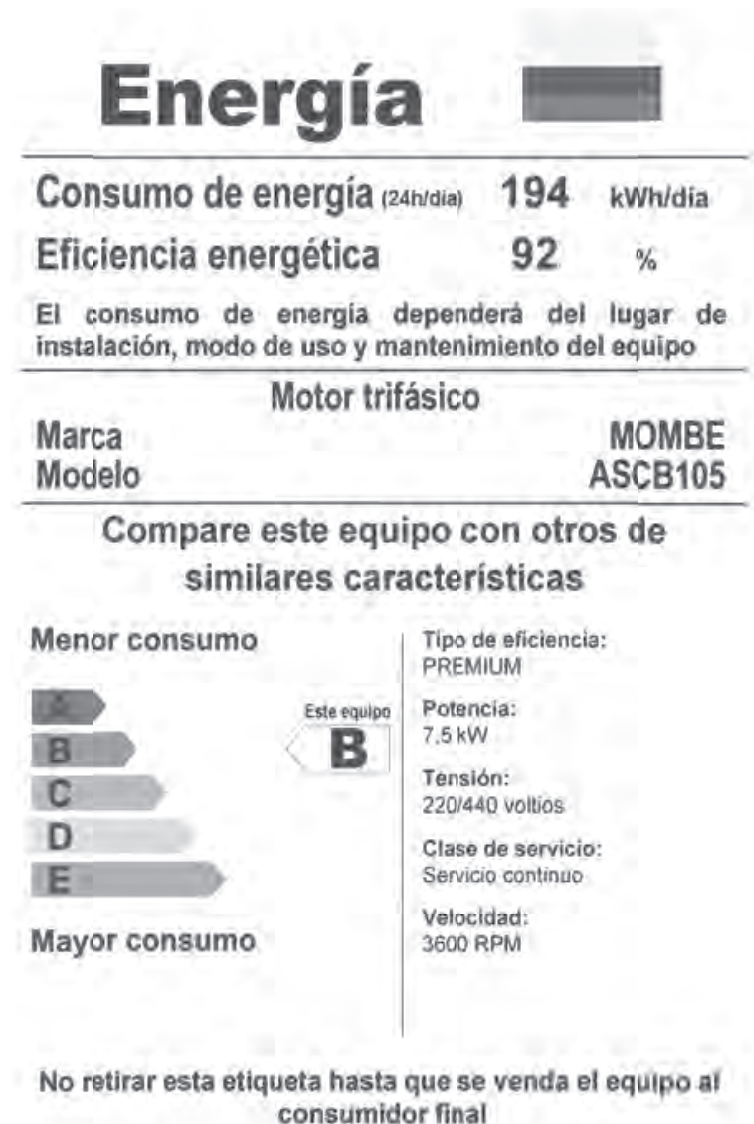 Energía
Consumo de energía (24h/día) 194 kWh/día
Eficiencia energética 92 %
El consumo de energía dependerá del lugar de
instalación, modo de uso y mantenimiento del equipo
Motor trifásico
Marca MOMBE
Modelo ASCB105
Compare este equipo con otros de
similares características
Menor consumo
A
B
C
D
E
Mayor consumo
Este equipo
B
Tipo de eficiencia:
PREMIUM
Potencia:
7,5 kW
Tensión:
220/440 voltios
Clase de servicio:
Servicio continuo
Velocidad:
3600 RPM
No retirar esta etiqueta hasta que se venda el equipo al
consumidor final